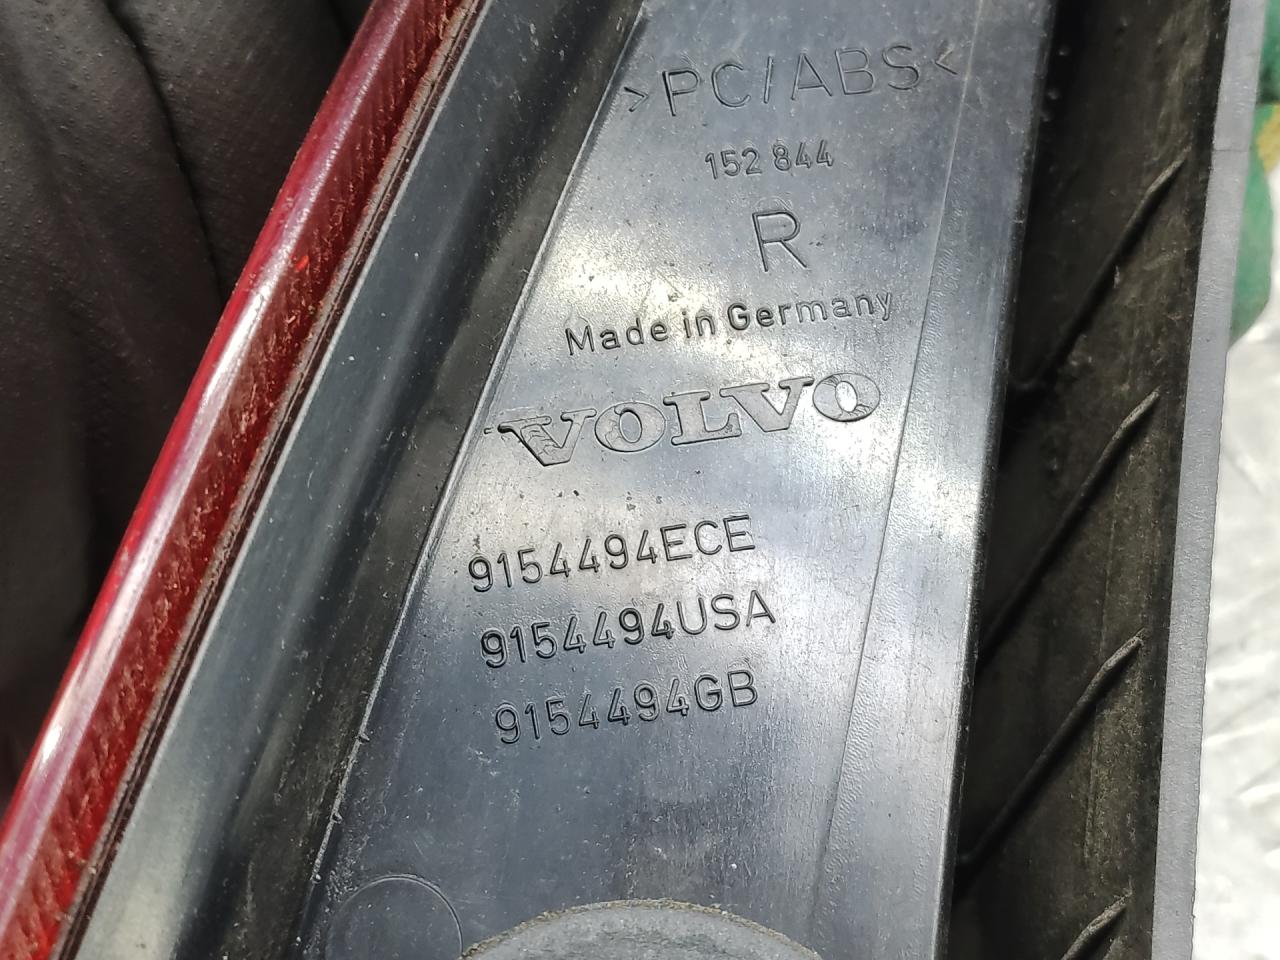 >PC/ABS<
152 844
R
Made in Germany
VOLVO
9154494ECE
9154494USA
9154494GB